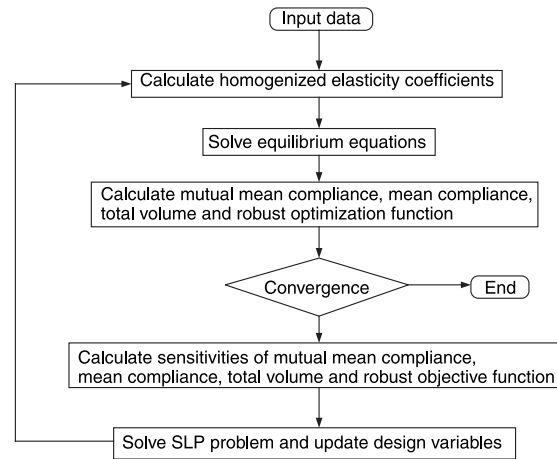 Input data
Calculate homogenized elasticity coefficients
Solve equilibrium equations
Calculate mutual mean compliance, mean compliance,
total volume and robust optimization function
Convergence
End
Calculate sensitivities of mutual mean compliance,
mean compliance, total volume and robust objective function
Solve SLP problem and update design variables